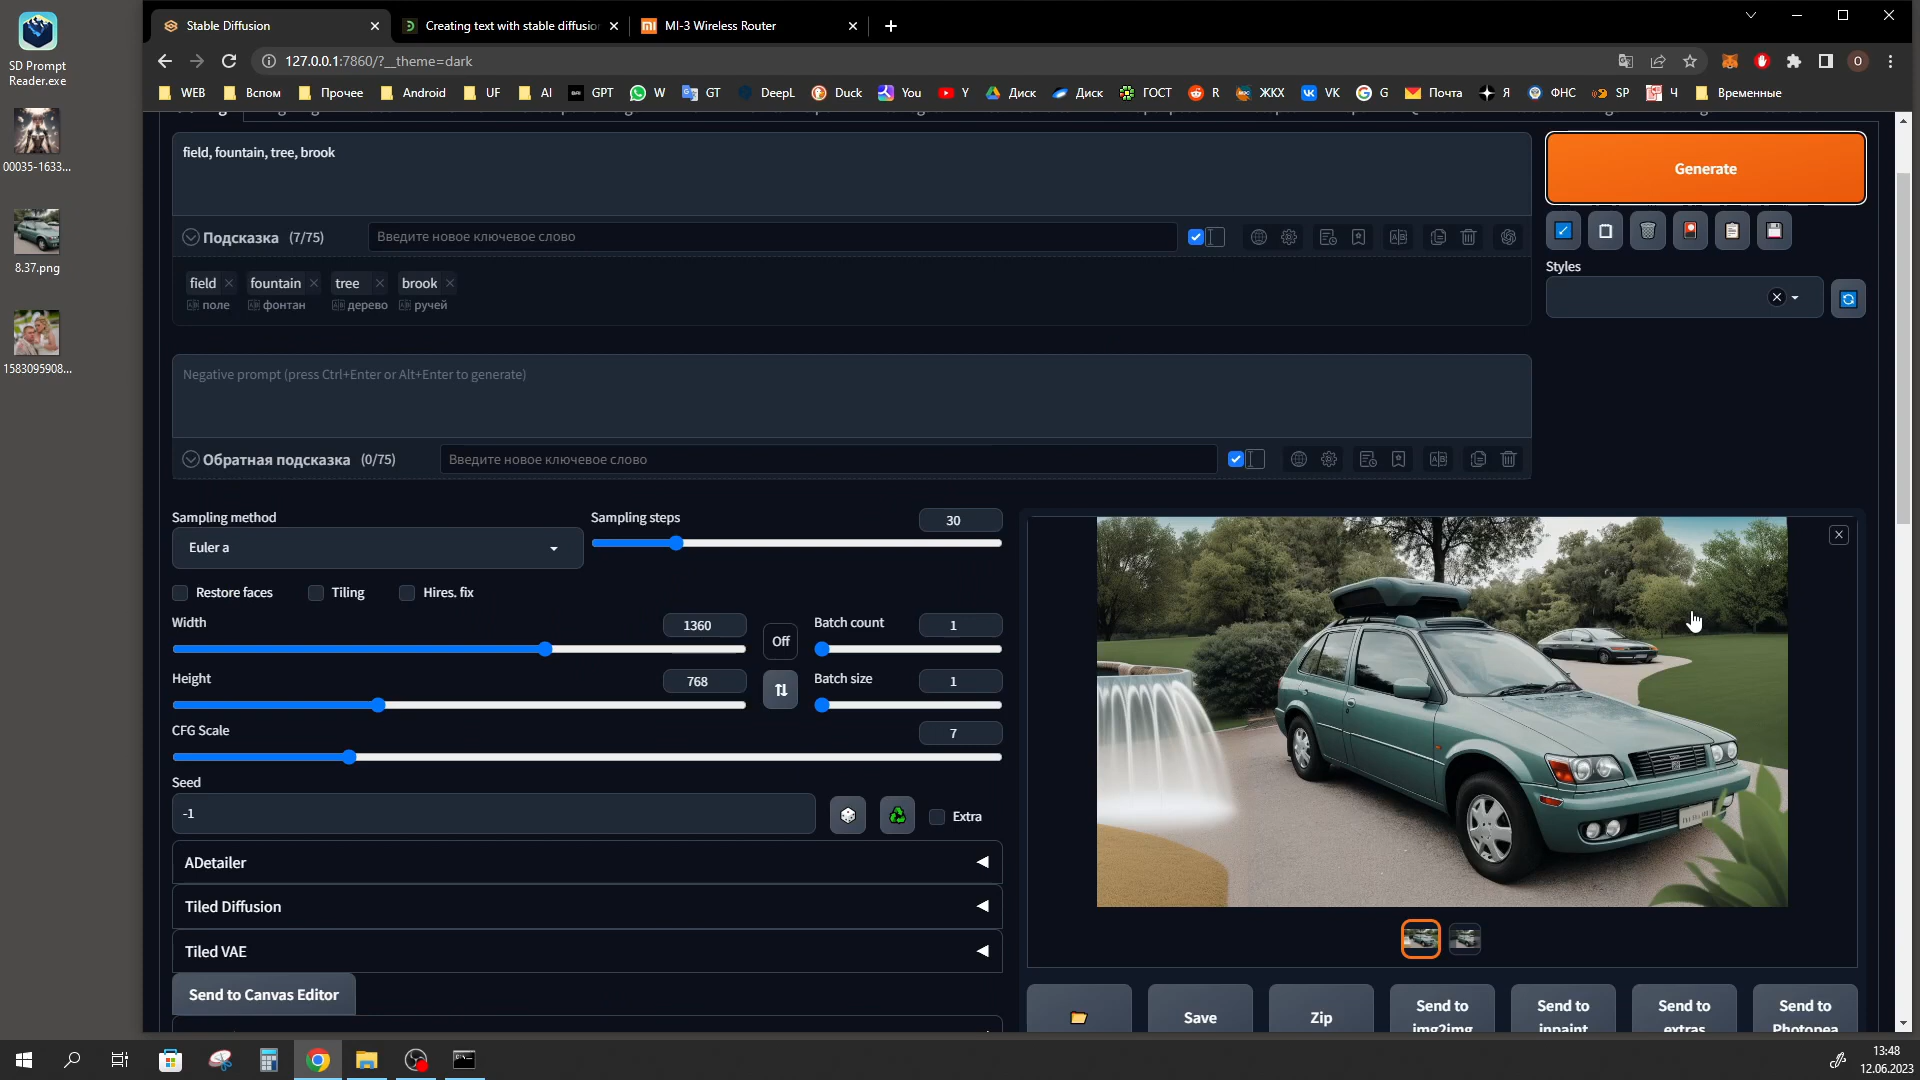 SD Prompt
Reader.exe
00035-1633...
8.37.png
1583095908...
Stable Diffusion
Creating text with stable diffusion
MI-3 Wireless Router
127.0.0.1:7860/?__theme=dark
WEB
Вспом
Прочее
Android
UF
AI
GPT
W
GT
DeepL
Duck
You
Y
Диск
Диск
ГОСТ
R
ЖКХ
VK
G
Почта
Я
ФНС
SP
Ч
Временные
field, fountain, tree, brook
Generate
Подсказка (7/75)
Введите новое ключевое слово
Styles
field
fountain
tree
brook
поле
фонтан
дерево
ручей
Negative prompt (press Ctrl+Enter or Alt+Enter to generate)
Обратная подсказка (0/75)
Введите новое ключевое слово
Sampling method
Euler a
Sampling steps
30
Restore faces
Tiling
Hires. fix
Width
1360
Off
Batch count
1
Height
768
Batch size
1
CFG Scale
7
Seed
-1
Extra
ADetailer
Tiled Diffusion
Tiled VAE
Send to Canvas Editor
Save
Zip
Send to
img2img
Send to
inpaint
Send to
extras
Send to
Photopea
13:48
12.06.2023